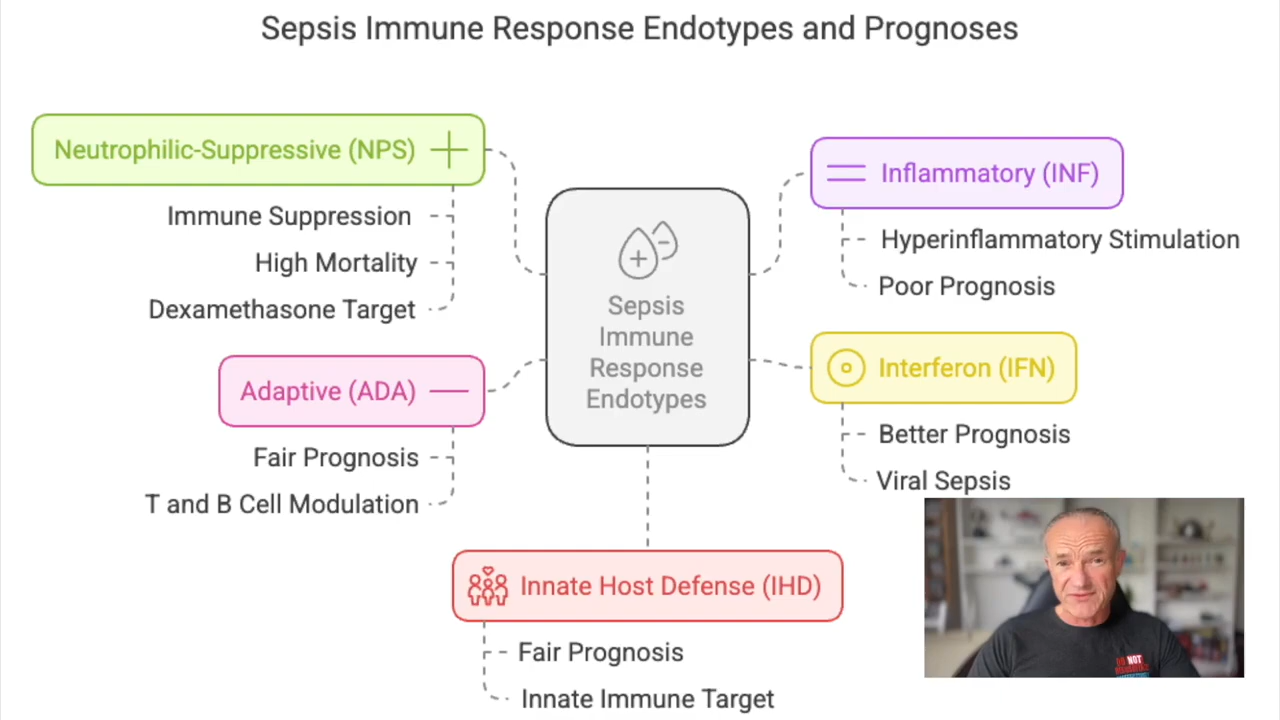 Sepsis Immune Response Endotypes and Prognoses
Neutrophilic-Suppressive (NPS)
Immune Suppression
High Mortality
Dexamethasone Target
Adaptive (ADA)
Fair Prognosis
T and B Cell Modulation
Sepsis
Immune
Response
Endotypes
Inflammatory (INF)
Hyperinflammatory Stimulation
Poor Prognosis
Interferon (IFN)
Better Prognosis
Viral Sepsis
Innate Host Defense (IHD)
Fair Prognosis
Innate Immune Target
DO NOT